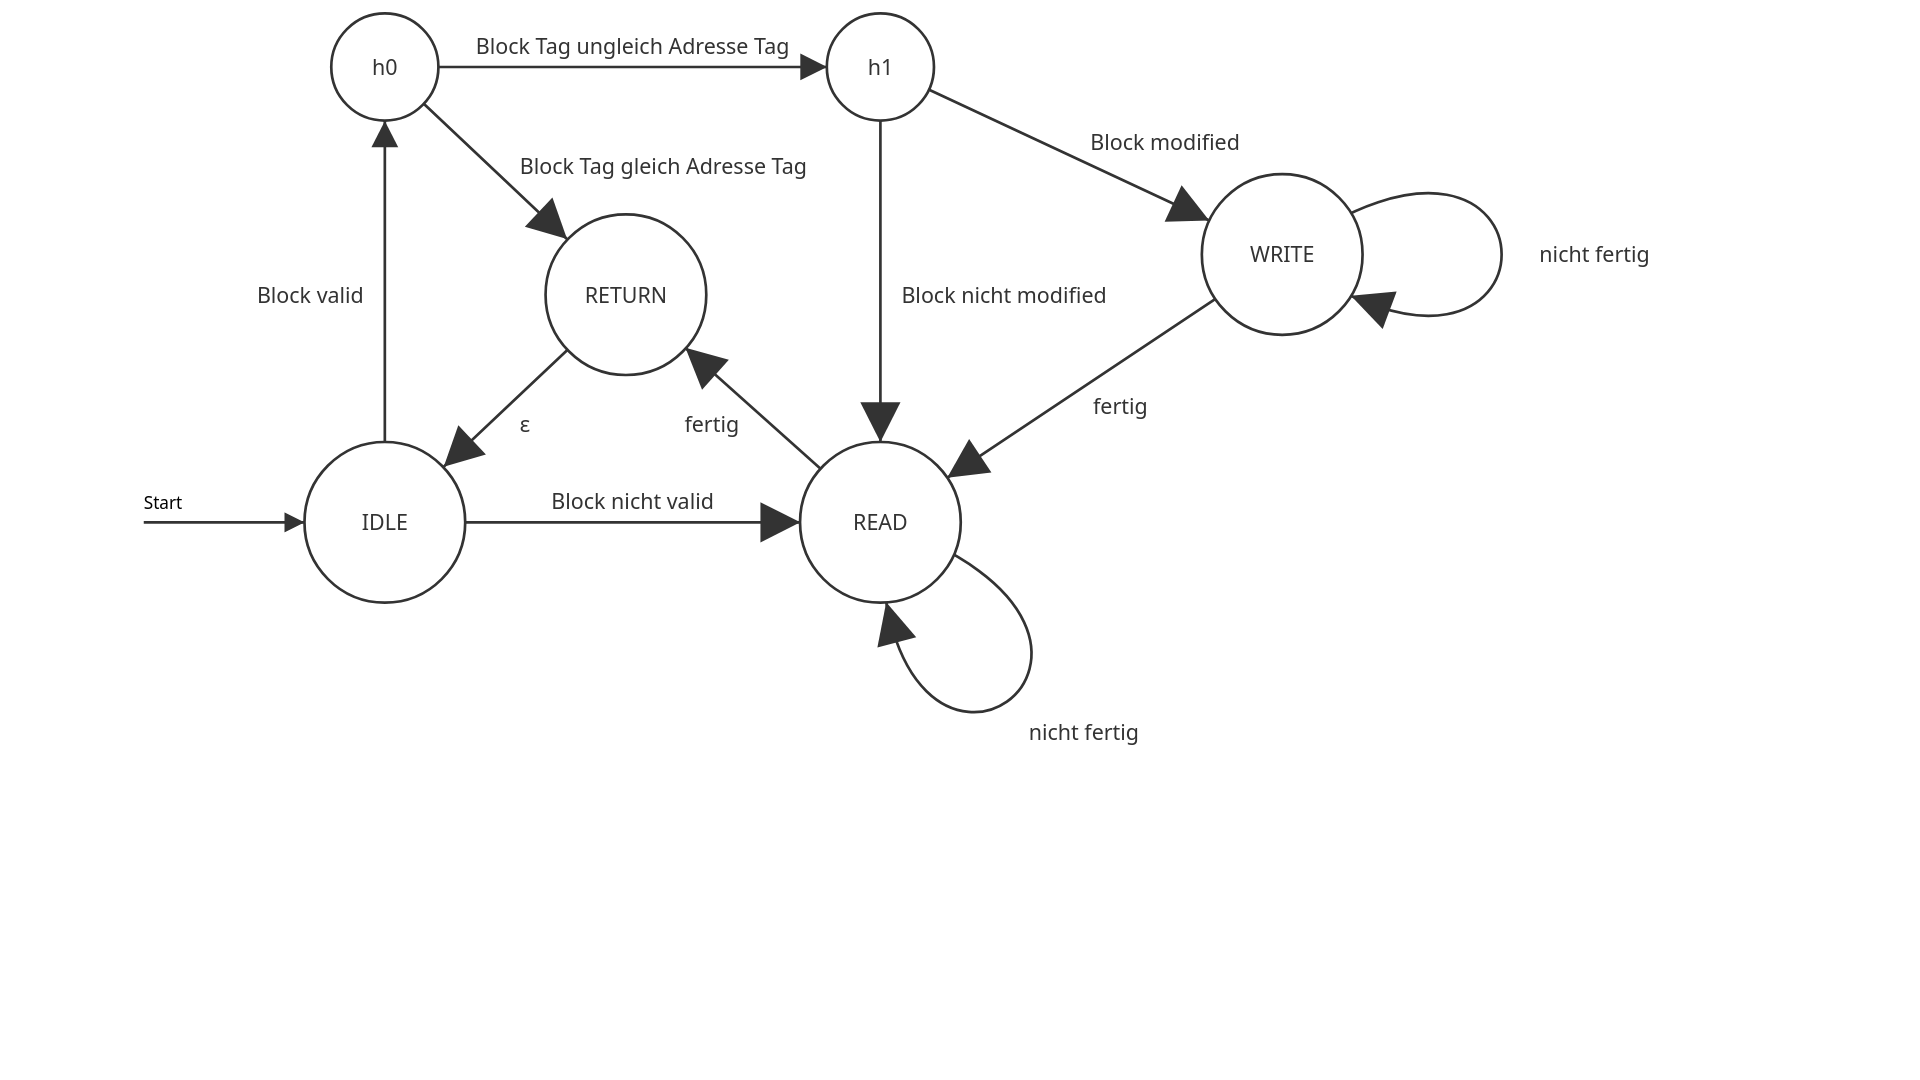 h0
Block Tag ungleich Adresse Tag
h1
Block modified
Block Tag gleich Adresse Tag
WRITE
nicht fertig
Block valid
RETURN
Block nicht modified
ε
fertig
fertig
Start
IDLE
Block nicht valid
READ
nicht fertig